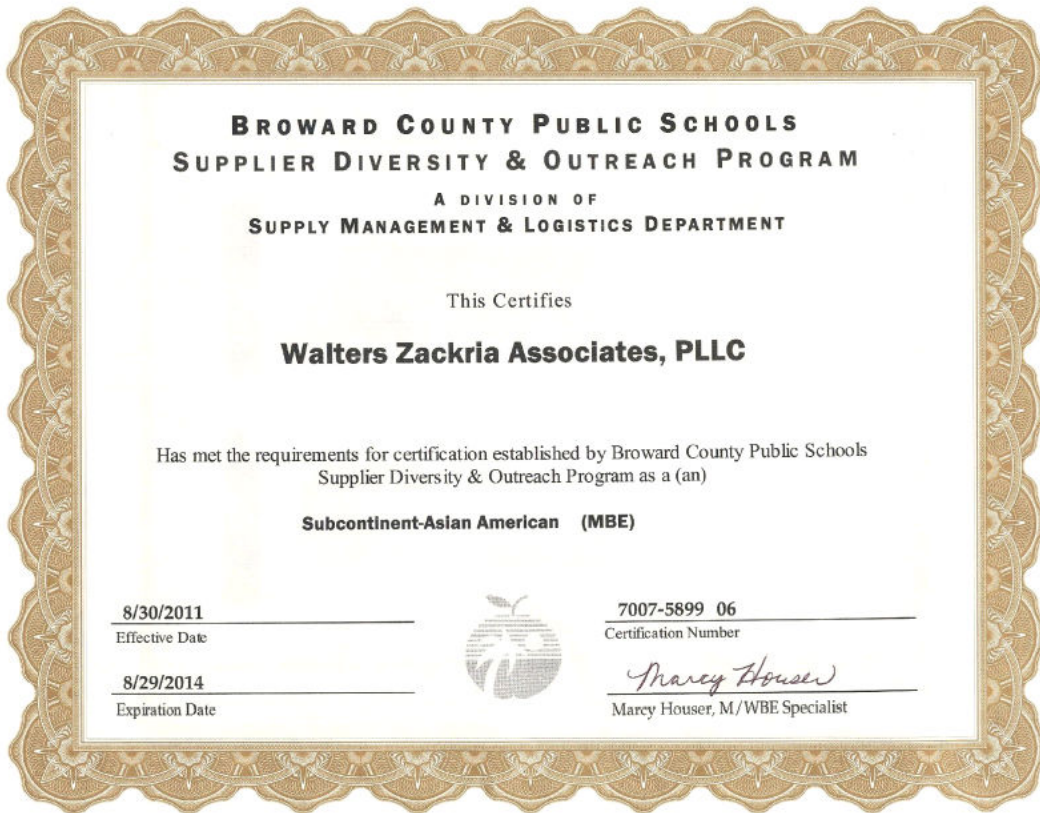 BROWARD COUNTY PUBLIC SCHOOLS
SUPPLIER DIVERSITY & OUTREACH PROGRAM
A DIVISION OF
SUPPLY MANAGEMENT & LOGISTICS DEPARTMENT
This Certifies
Walters Zackria Associates, PLLC
Has met the requirements for certification established by Broward County Public Schools
Supplier Diversity & Outreach Program as a (an)
Subcontinent-Asian American (MBE)
8/30/2011
Effective Date
8/29/2014
Expiration Date
7007-5899 06
Certification Number
Marcy Houser
Marcy Houser, M/WBE Specialist